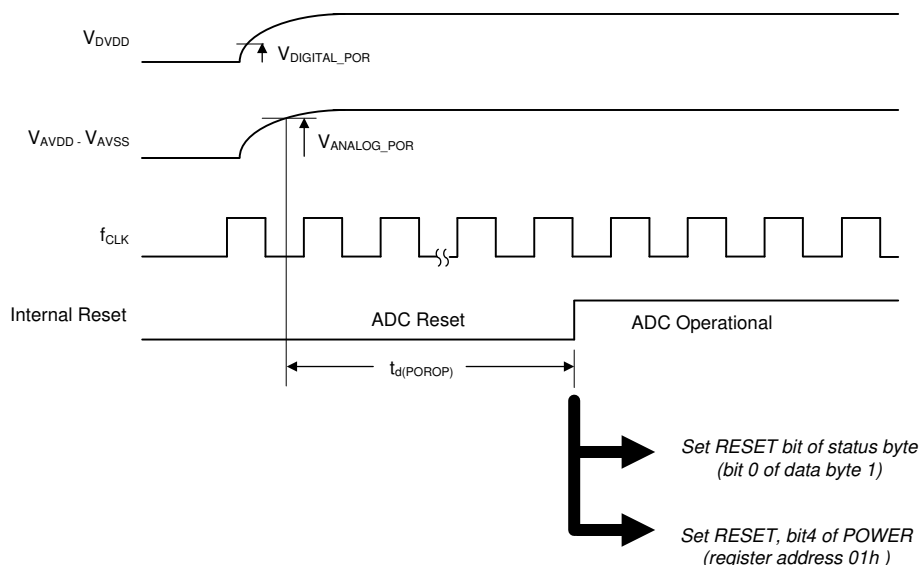 VDVDD
VDIGITAL_POR
VAVDD - VAVSS
VANALOG_POR
fCLK
Internal Reset
ADC Reset
ADC Operational
td(POROP)
Set RESET bit of status byte
(bit 0 of data byte 1)
Set RESET, bit4 of POWER
(register address 01h )